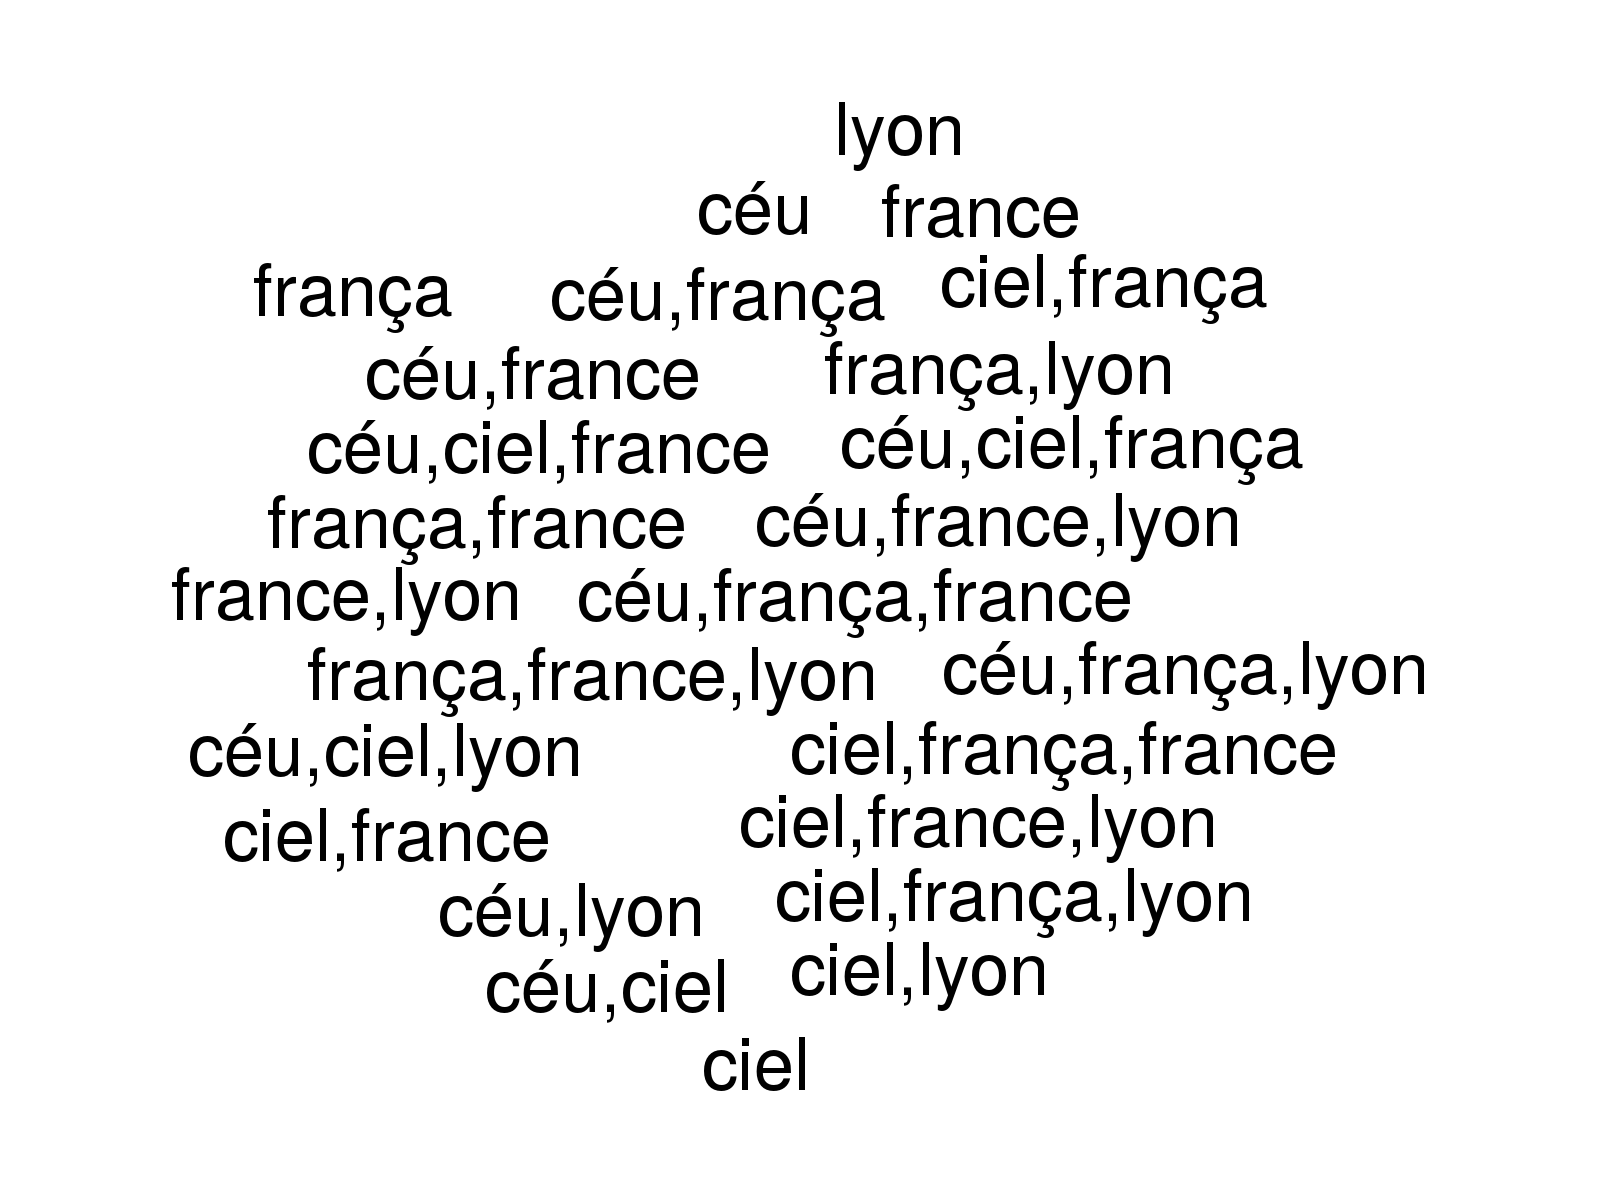 lyon
céu france
frança céu,frança ciel,frança
céu,france frança,lyon
céu,ciel,france céu,ciel,frança
frança,france céu,france,lyon
france,lyon céu,frança,france
frança,france,lyon céu,frança,lyon
céu,ciel,lyon ciel,frança,france
ciel,france ciel,france,lyon
céu,lyon ciel,frança,lyon
céu,ciel ciel,lyon
ciel